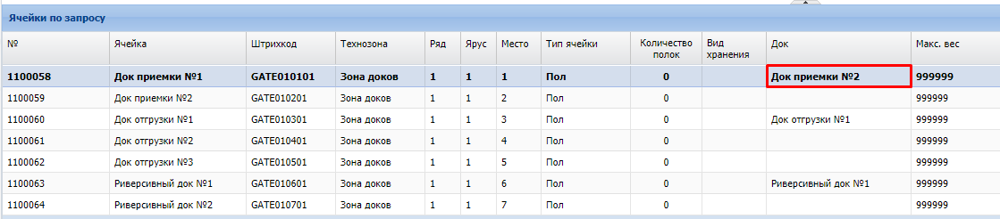 Ячейки по запросу
№ Ячейка Штрихкод Технозона Ряд Ярус Место Тип ячейки Количество полок Вид хранения Док Макс. вес
1100058 Док приемки №1 GATE010101 Зона доков 1 1 1 Пол 0 Док приемки №2 999999
1100059 Док приемки №2 GATE010201 Зона доков 1 1 2 Пол 0 999999
1100060 Док отгрузки №1 GATE010301 Зона доков 1 1 3 Пол 0 Док отгрузки №1 999999
1100061 Док отгрузки №2 GATE010401 Зона доков 1 1 4 Пол 0 999999
1100062 Док отгрузки №3 GATE010501 Зона доков 1 1 5 Пол 0 999999
1100063 Риверсивный док №1 GATE010601 Зона доков 1 1 6 Пол 0 Риверсивный док №1 999999
1100064 Риверсивный док №2 GATE010701 Зона доков 1 1 7 Пол 0 999999